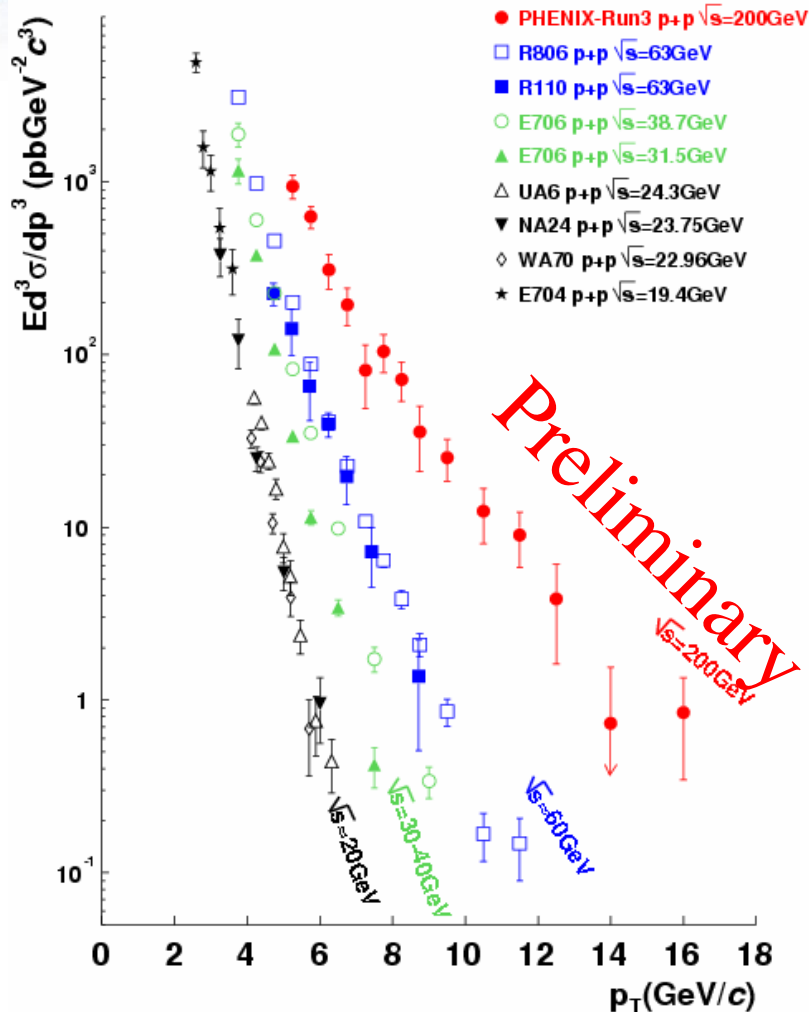 Ed³σ/dp³ (pbGeV⁻²c³)
PHENIX-Run3 p+p √s=200GeV
R806 p+p √s=63GeV
R110 p+p √s=63GeV
E706 p+p √s=38.7GeV
E706 p+p √s=31.5GeV
UA6 p+p √s=24.3GeV
NA24 p+p √s=23.75GeV
WA70 p+p √s=22.96GeV
E704 p+p √s=19.4GeV
10³
10²
10
1
10⁻¹
Preliminary
√s=200GeV
√s=20GeV
√s=30-40GeV
√s=60GeV
0 2 4 6 8 10 12 14 16 18
p_T(GeV/c)